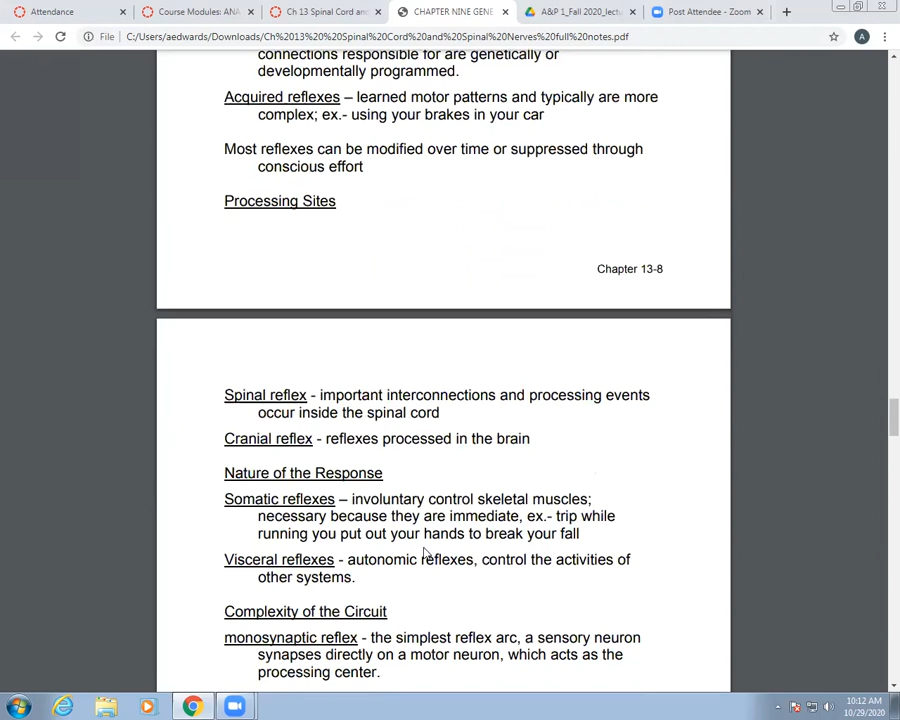 Attendance
Course Modules: ANA
Ch 13 Spinal Cord and
CHAPTER NINE GENE
A&P 1_Fall 2020_lectu
Post Attendee - Zoom
File
C:/Users/aedwards/Downloads/Ch%2013%20%20Spinal%20Cord%20and%20Spinal%20Nerves%20full%20notes.pdf
A
connections responsible for are genetically or
developmentally programmed.
Acquired reflexes – learned motor patterns and typically are more
complex; ex.- using your brakes in your car
Most reflexes can be modified over time or suppressed through
conscious effort
Processing Sites
Chapter 13-8
Spinal reflex - important interconnections and processing events
occur inside the spinal cord
Cranial reflex - reflexes processed in the brain
Nature of the Response
Somatic reflexes – involuntary control skeletal muscles;
necessary because they are immediate, ex.- trip while
running you put out your hands to break your fall
Visceral reflexes - autonomic reflexes, control the activities of
other systems.
Complexity of the Circuit
monosynaptic reflex - the simplest reflex arc, a sensory neuron
synapses directly on a motor neuron, which acts as the
processing center.
10:12 AM
10/29/2020